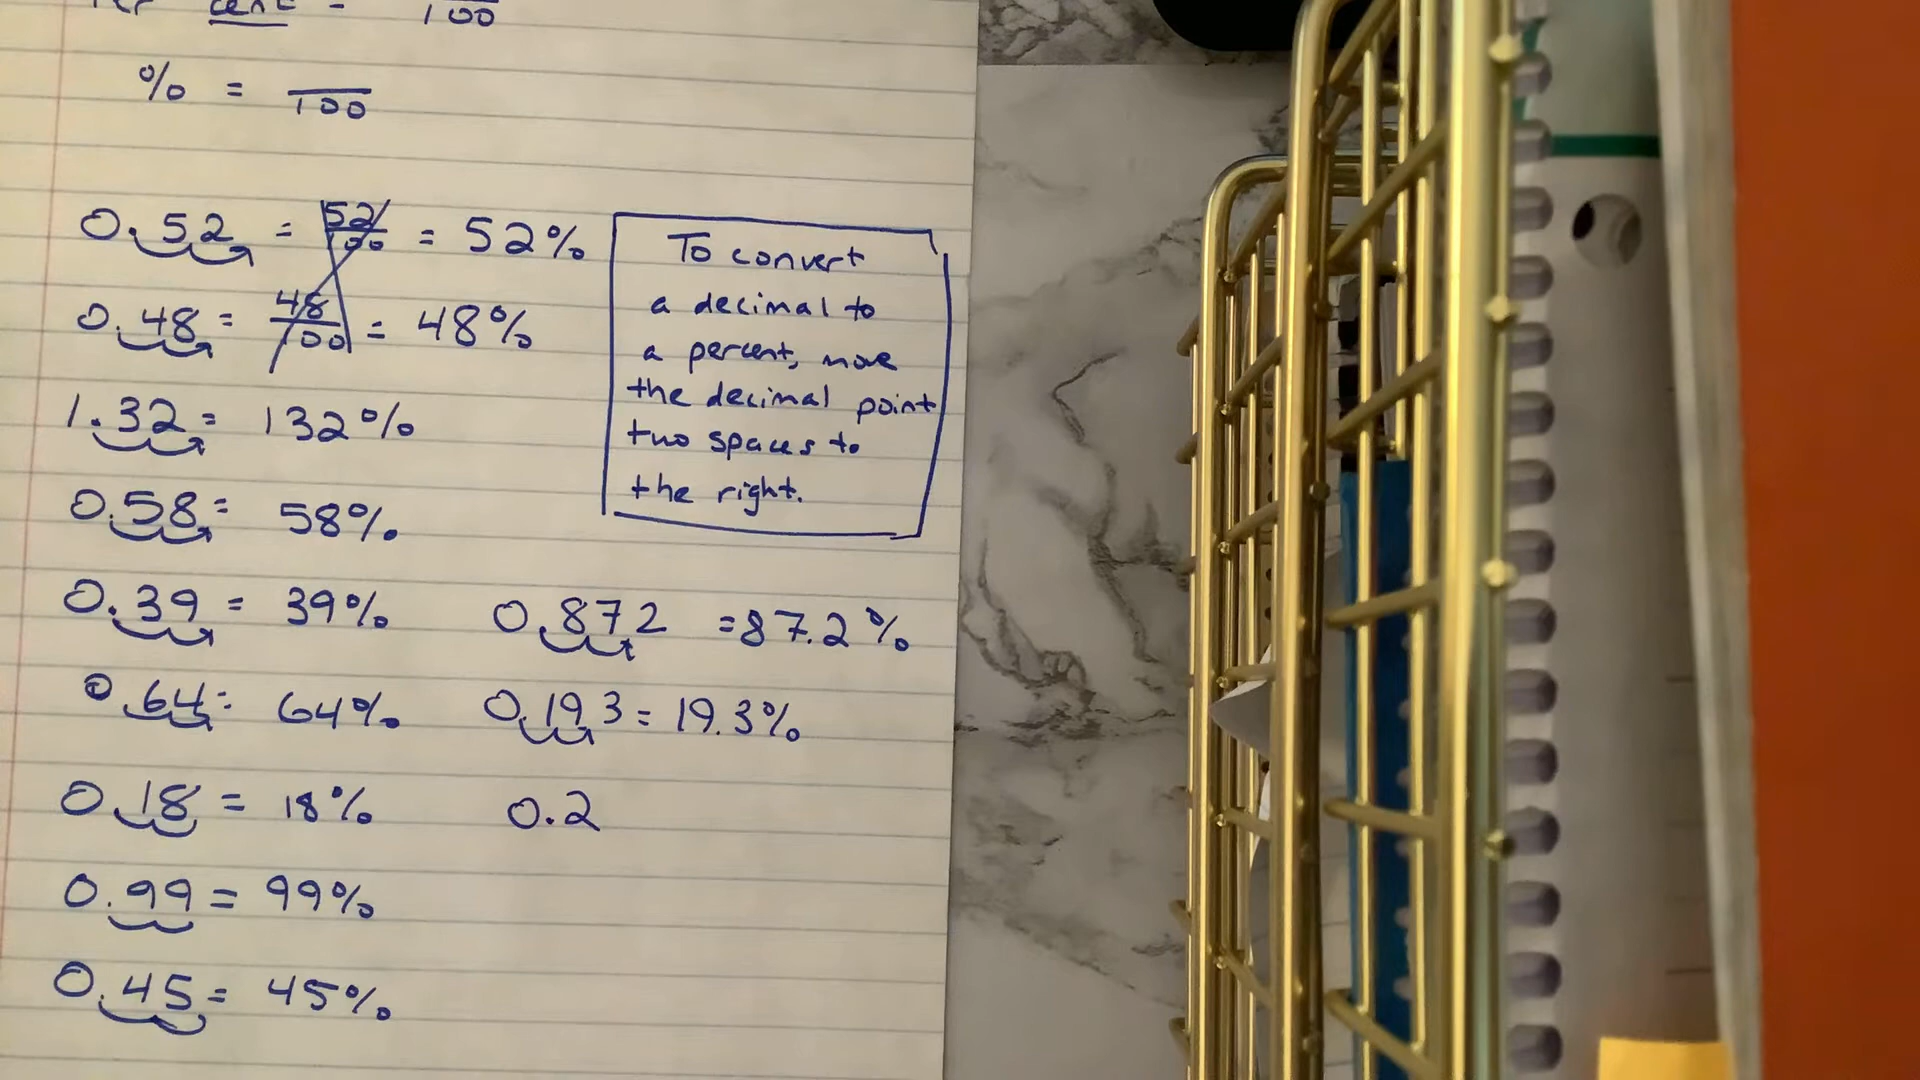 cent = 100
% = /100
0.52 = 52/100 = 52%
0.48 = 48/100 = 48%
1.32 = 132%
0.58 = 58%
0.39 = 39%
0.64 = 64%
0.18 = 18%
0.99 = 99%
0.45 = 45%
To convert
a decimal to
a percent, move
the decimal point
two spaces to
the right.
0.872 = 87.2%
0.193 = 19.3%
0.2